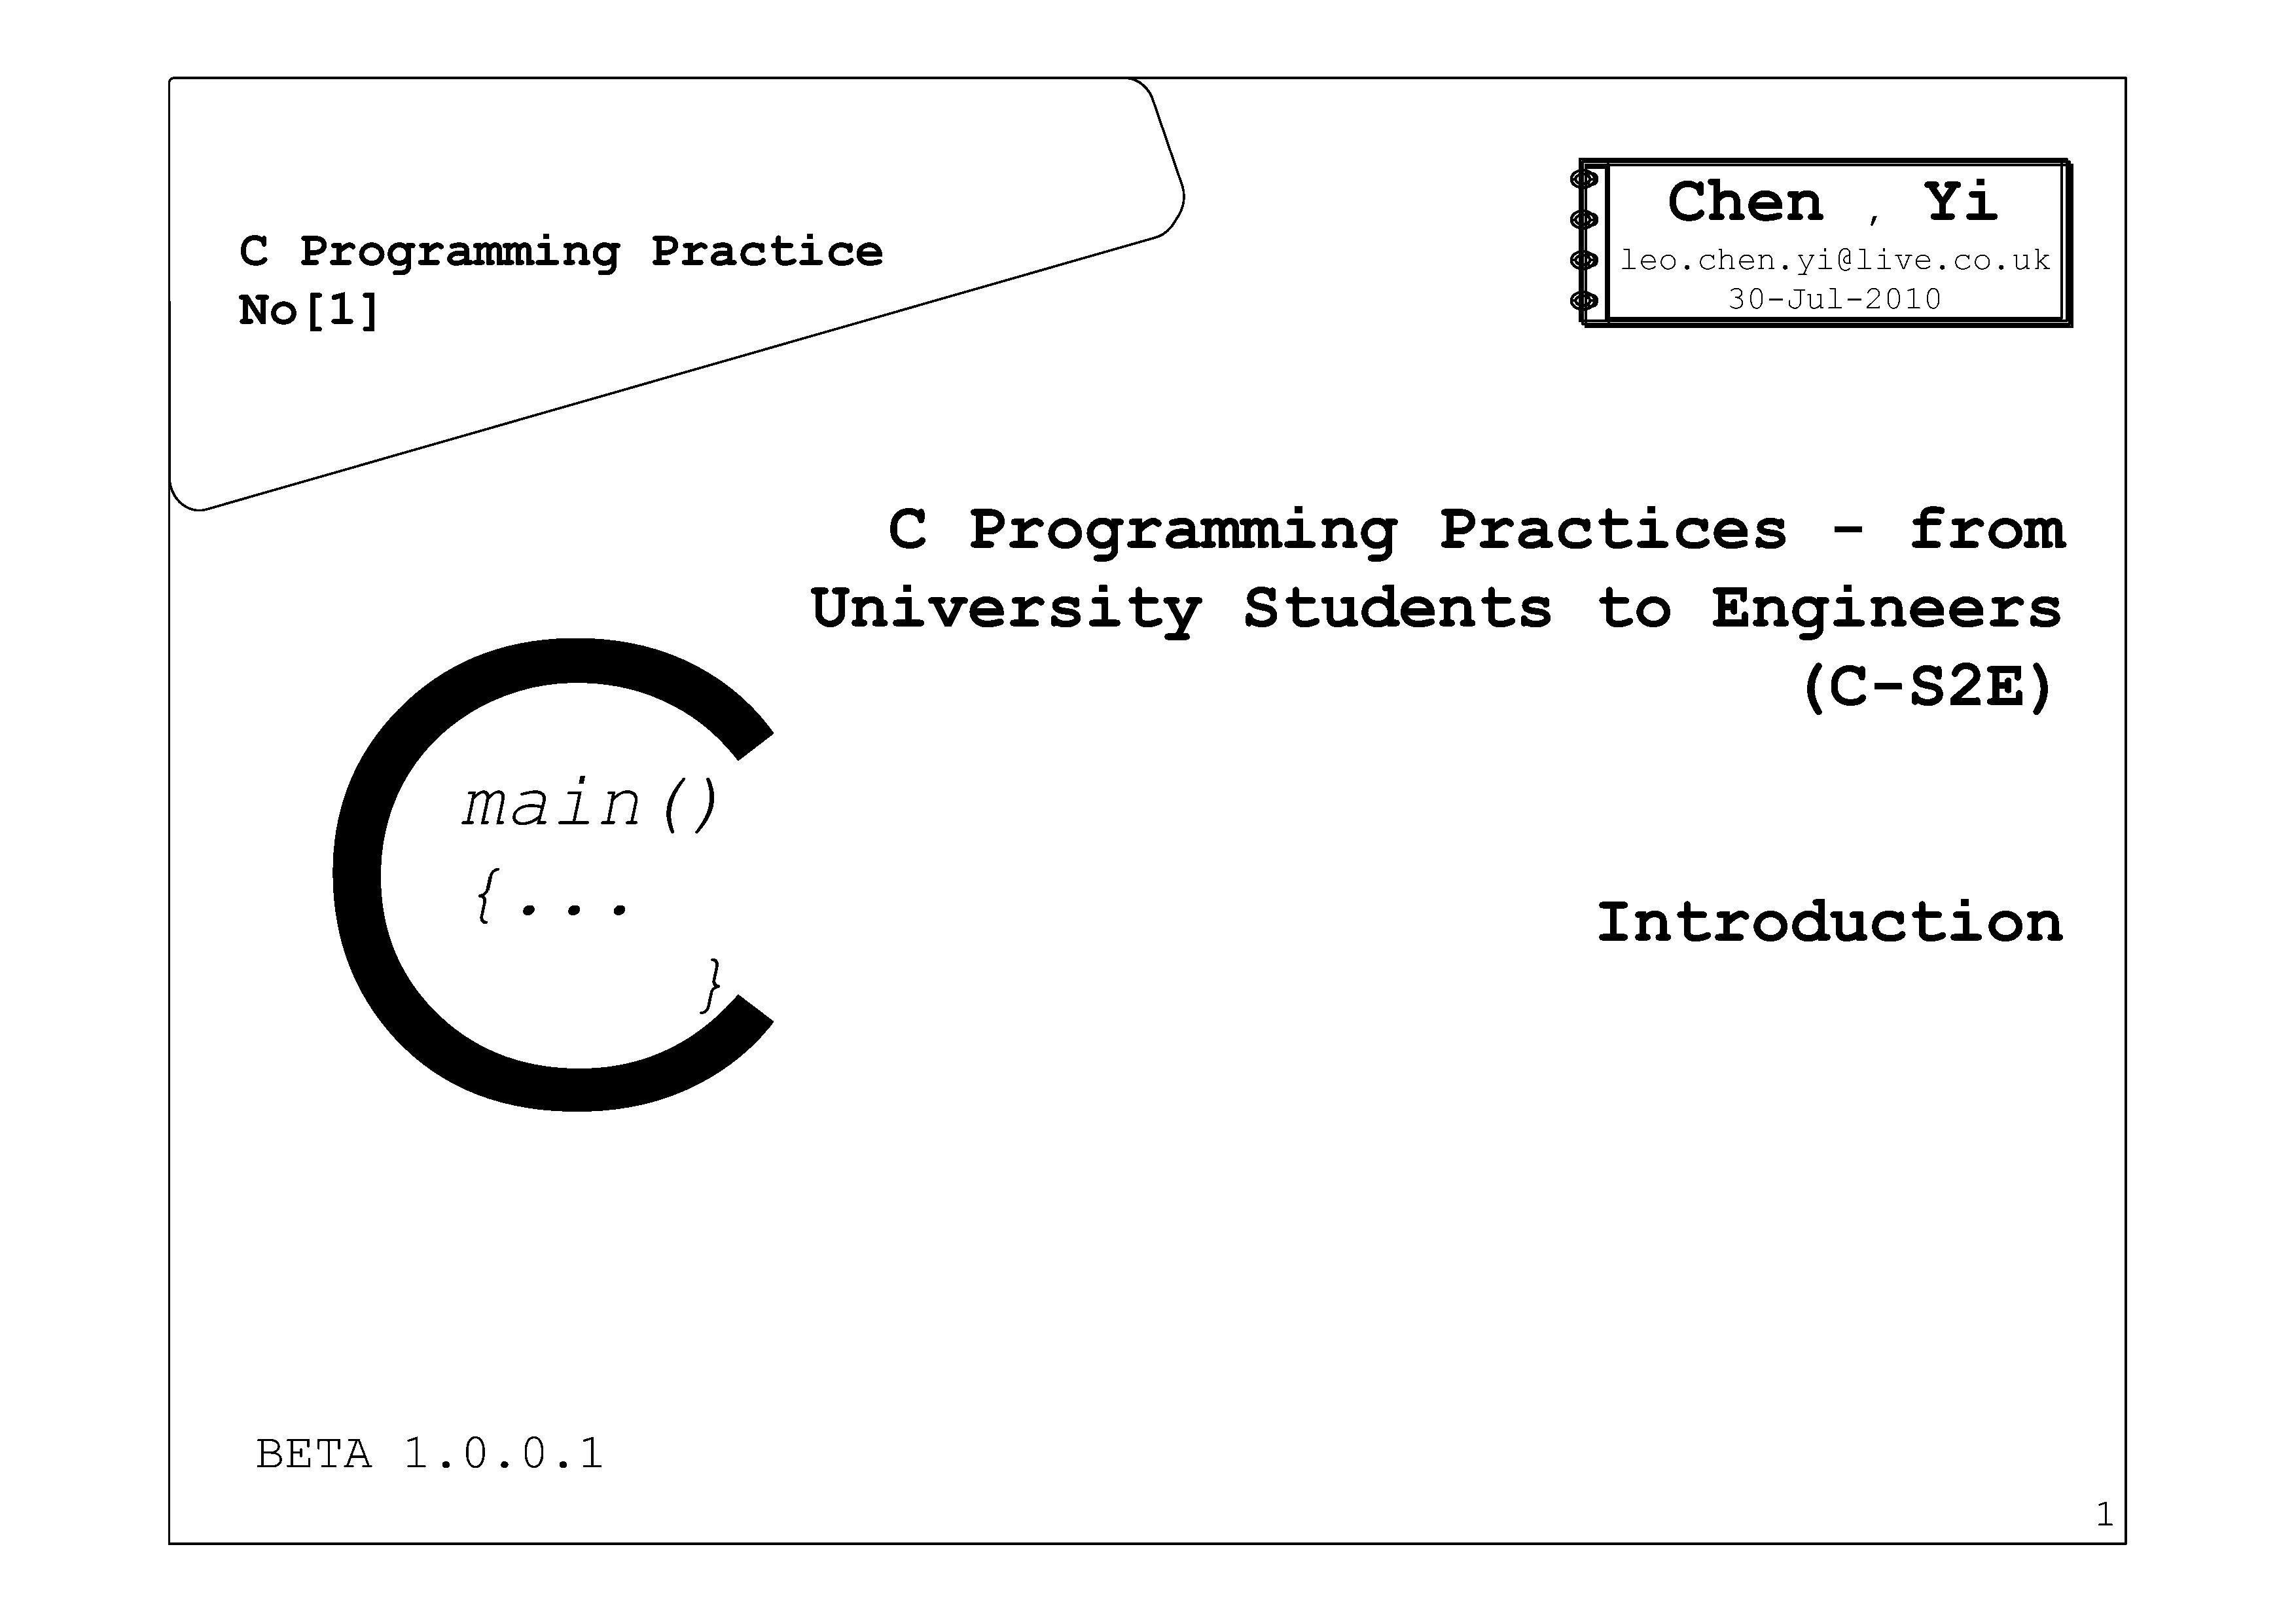 C Programming Practice
No[1]
Chen , Yi
leo.chen.yi@live.co.uk
30-Jul-2010
C Programming Practices - from
University Students to Engineers
(C-S2E)
main()
{...
}
Introduction
BETA 1.0.0.1
1